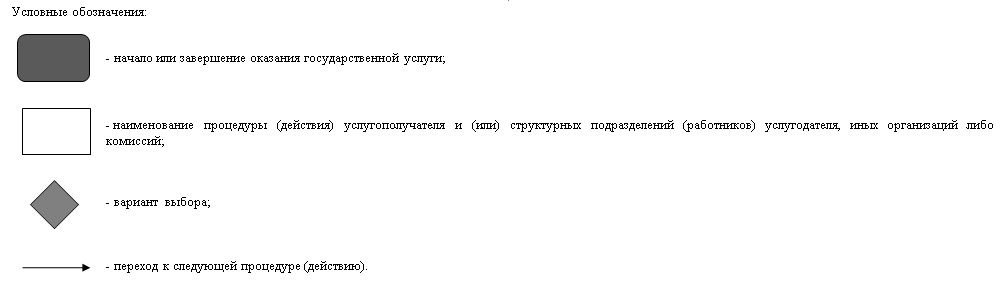 Условные обозначения:
- начало или завершение оказания государственной услуги;
- наименование процедуры (действия) услугополучателя и (или) структурных подразделений (работников) услугодателя, иных организаций либо
комиссий;
- вариант выбора;
- переход к следующей процедуре (действию).